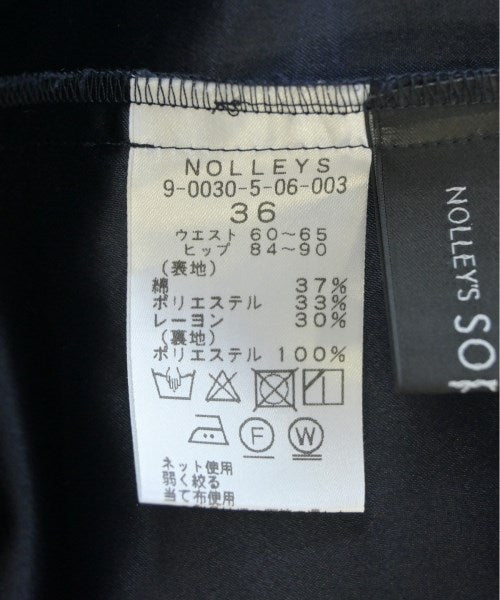 NOLLEYS
9-0030-5-06-003
36
ウエスト 60～65
ヒップ 84～90
(表地)
綿 37%
ポリエステル 33%
レーヨン 30%
(裏地)
ポリエステル 100%
F W
ネット使用
弱く絞る
当て布使用
NOLLEY'S SO